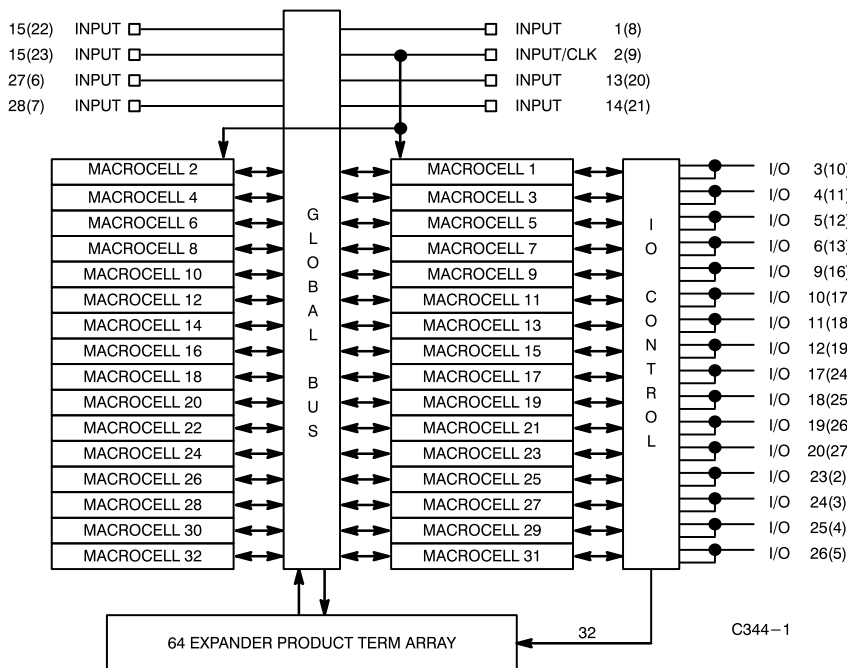 15(22) INPUT INPUT 1(8)
15(23) INPUT INPUT/CLK 2(9)
27(6) INPUT INPUT 13(20)
28(7) INPUT INPUT 14(21)
MACROCELL 2 MACROCELL 1 I/O 3(10)
MACROCELL 4 MACROCELL 3 I/O 4(11)
MACROCELL 6 MACROCELL 5 I/O 5(12)
MACROCELL 8 MACROCELL 7 I/O 6(13)
MACROCELL 10 MACROCELL 9 I/O 9(16)
MACROCELL 12 MACROCELL 11 I/O 10(17
MACROCELL 14 MACROCELL 13 I/O 11(18
MACROCELL 16 MACROCELL 15 I/O 12(19
MACROCELL 18 MACROCELL 17 I/O 17(24
MACROCELL 20 MACROCELL 19 I/O 18(25
MACROCELL 22 MACROCELL 21 I/O 19(26
MACROCELL 24 MACROCELL 23 I/O 20(27
MACROCELL 26 MACROCELL 25 I/O 23(2)
MACROCELL 28 MACROCELL 27 I/O 24(3)
MACROCELL 30 MACROCELL 29 I/O 25(4)
MACROCELL 32 MACROCELL 31 I/O 26(5)
GLOBAL BUS
IO CONTROL
64 EXPANDER PRODUCT TERM ARRAY
32
C344−1